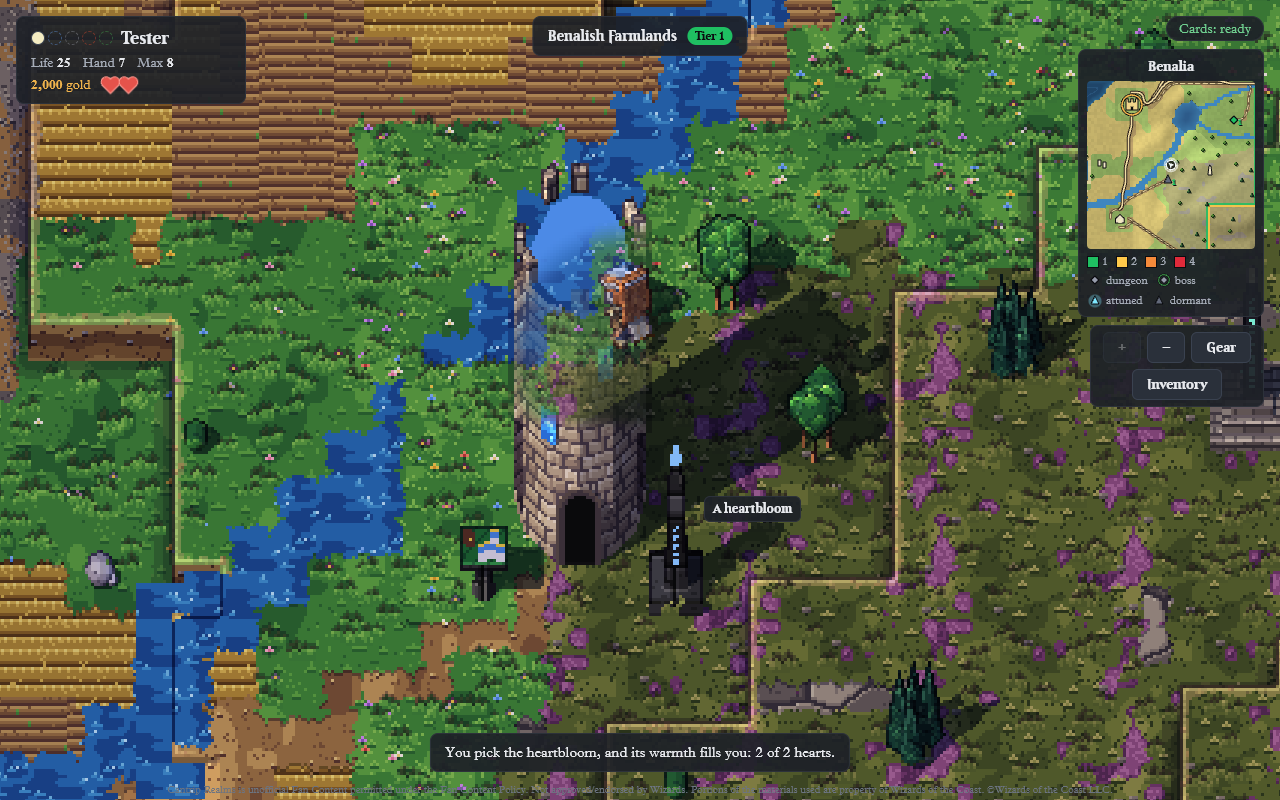 Tester
Life 25 Hand 7 Max 8
2,000 gold
Benalish Farmlands Tier 1
Cards: ready
Benalia
1 2 3 4
dungeon boss
attuned dormant
+ − Gear
Inventory
A heartbloom
You pick the heartbloom, and its warmth fills you: 2 of 2 hearts.